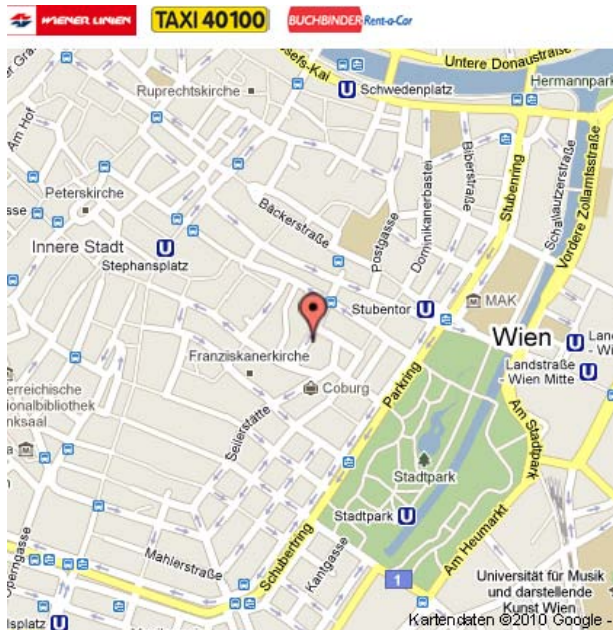 WIENER LINIEN
TAXI 40100
BUCHBINDER Rent-a-Car
Untere Donaustraße
Hermannpark
Schwedenplatz
Ruprechtskirche
Am Hof
Peterskirche
Innere Stadt
Stephansplatz
Bäckerstraße
Postgasse
Dominikanerbastei
Biberstraße
Stubenring
Schallautzerstraße
Vordere Zollamtsstraße
Stubentor
MAK
Wien
Landstraße
- Wien Mitte
Franziskanerkirche
Coburg
Parkring
Seilerstätte
Stadtpark
Am Stadtpark
Stadtpark
Am Heumarkt
Schubertring
Mahlerstraße
1
Universität für Musik
und darstellende
Kunst Wien
Kartendaten ©2010 Google -